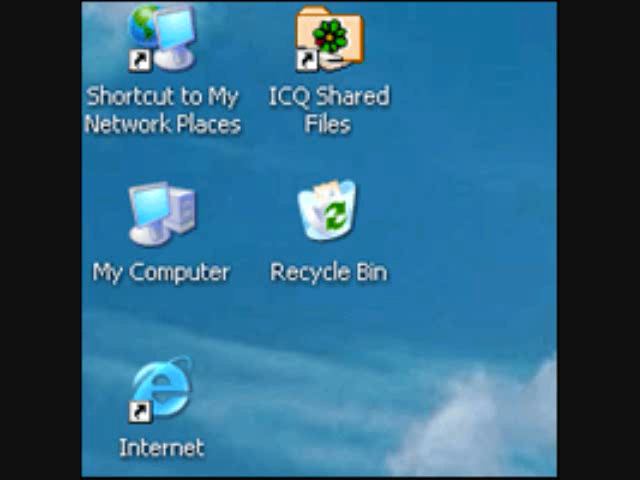 Shortcut to My
Network Places
ICQ Shared
Files
My Computer
Recycle Bin
Internet